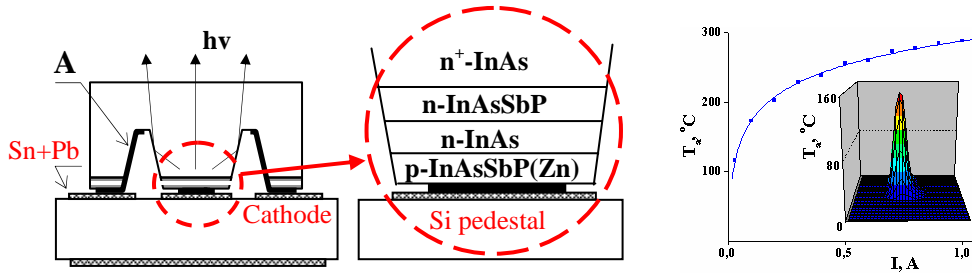 hν
A
Sn+Pb
Cathode
n⁺-InAs
n-InAsSbP
n-InAs
p-InAsSbP(Zn)
Si pedestal
300
200
100
Tₐ, °C
160
80
0
Tₐ, °C
0,0
0,5
1,0
I, A